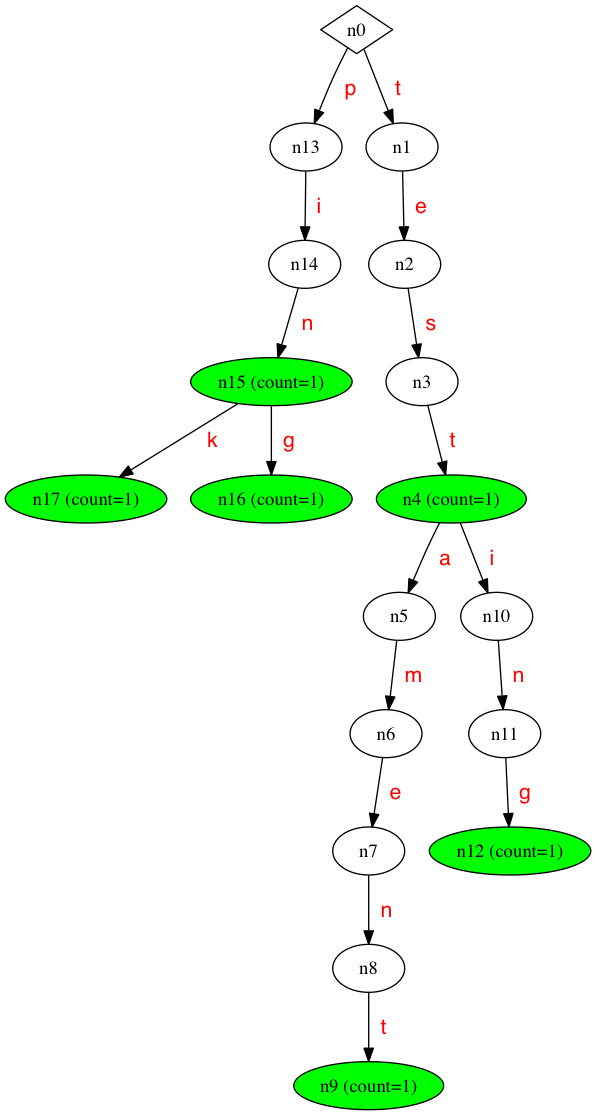 n0
p t
n13 n1
i e
n14 n2
n s
n15 (count=1) n3
k g t
n17 (count=1) n16 (count=1) n4 (count=1)
a i
n5 n10
m n
n6 n11
e g
n7 n12 (count=1)
n
n8
t
n9 (count=1)